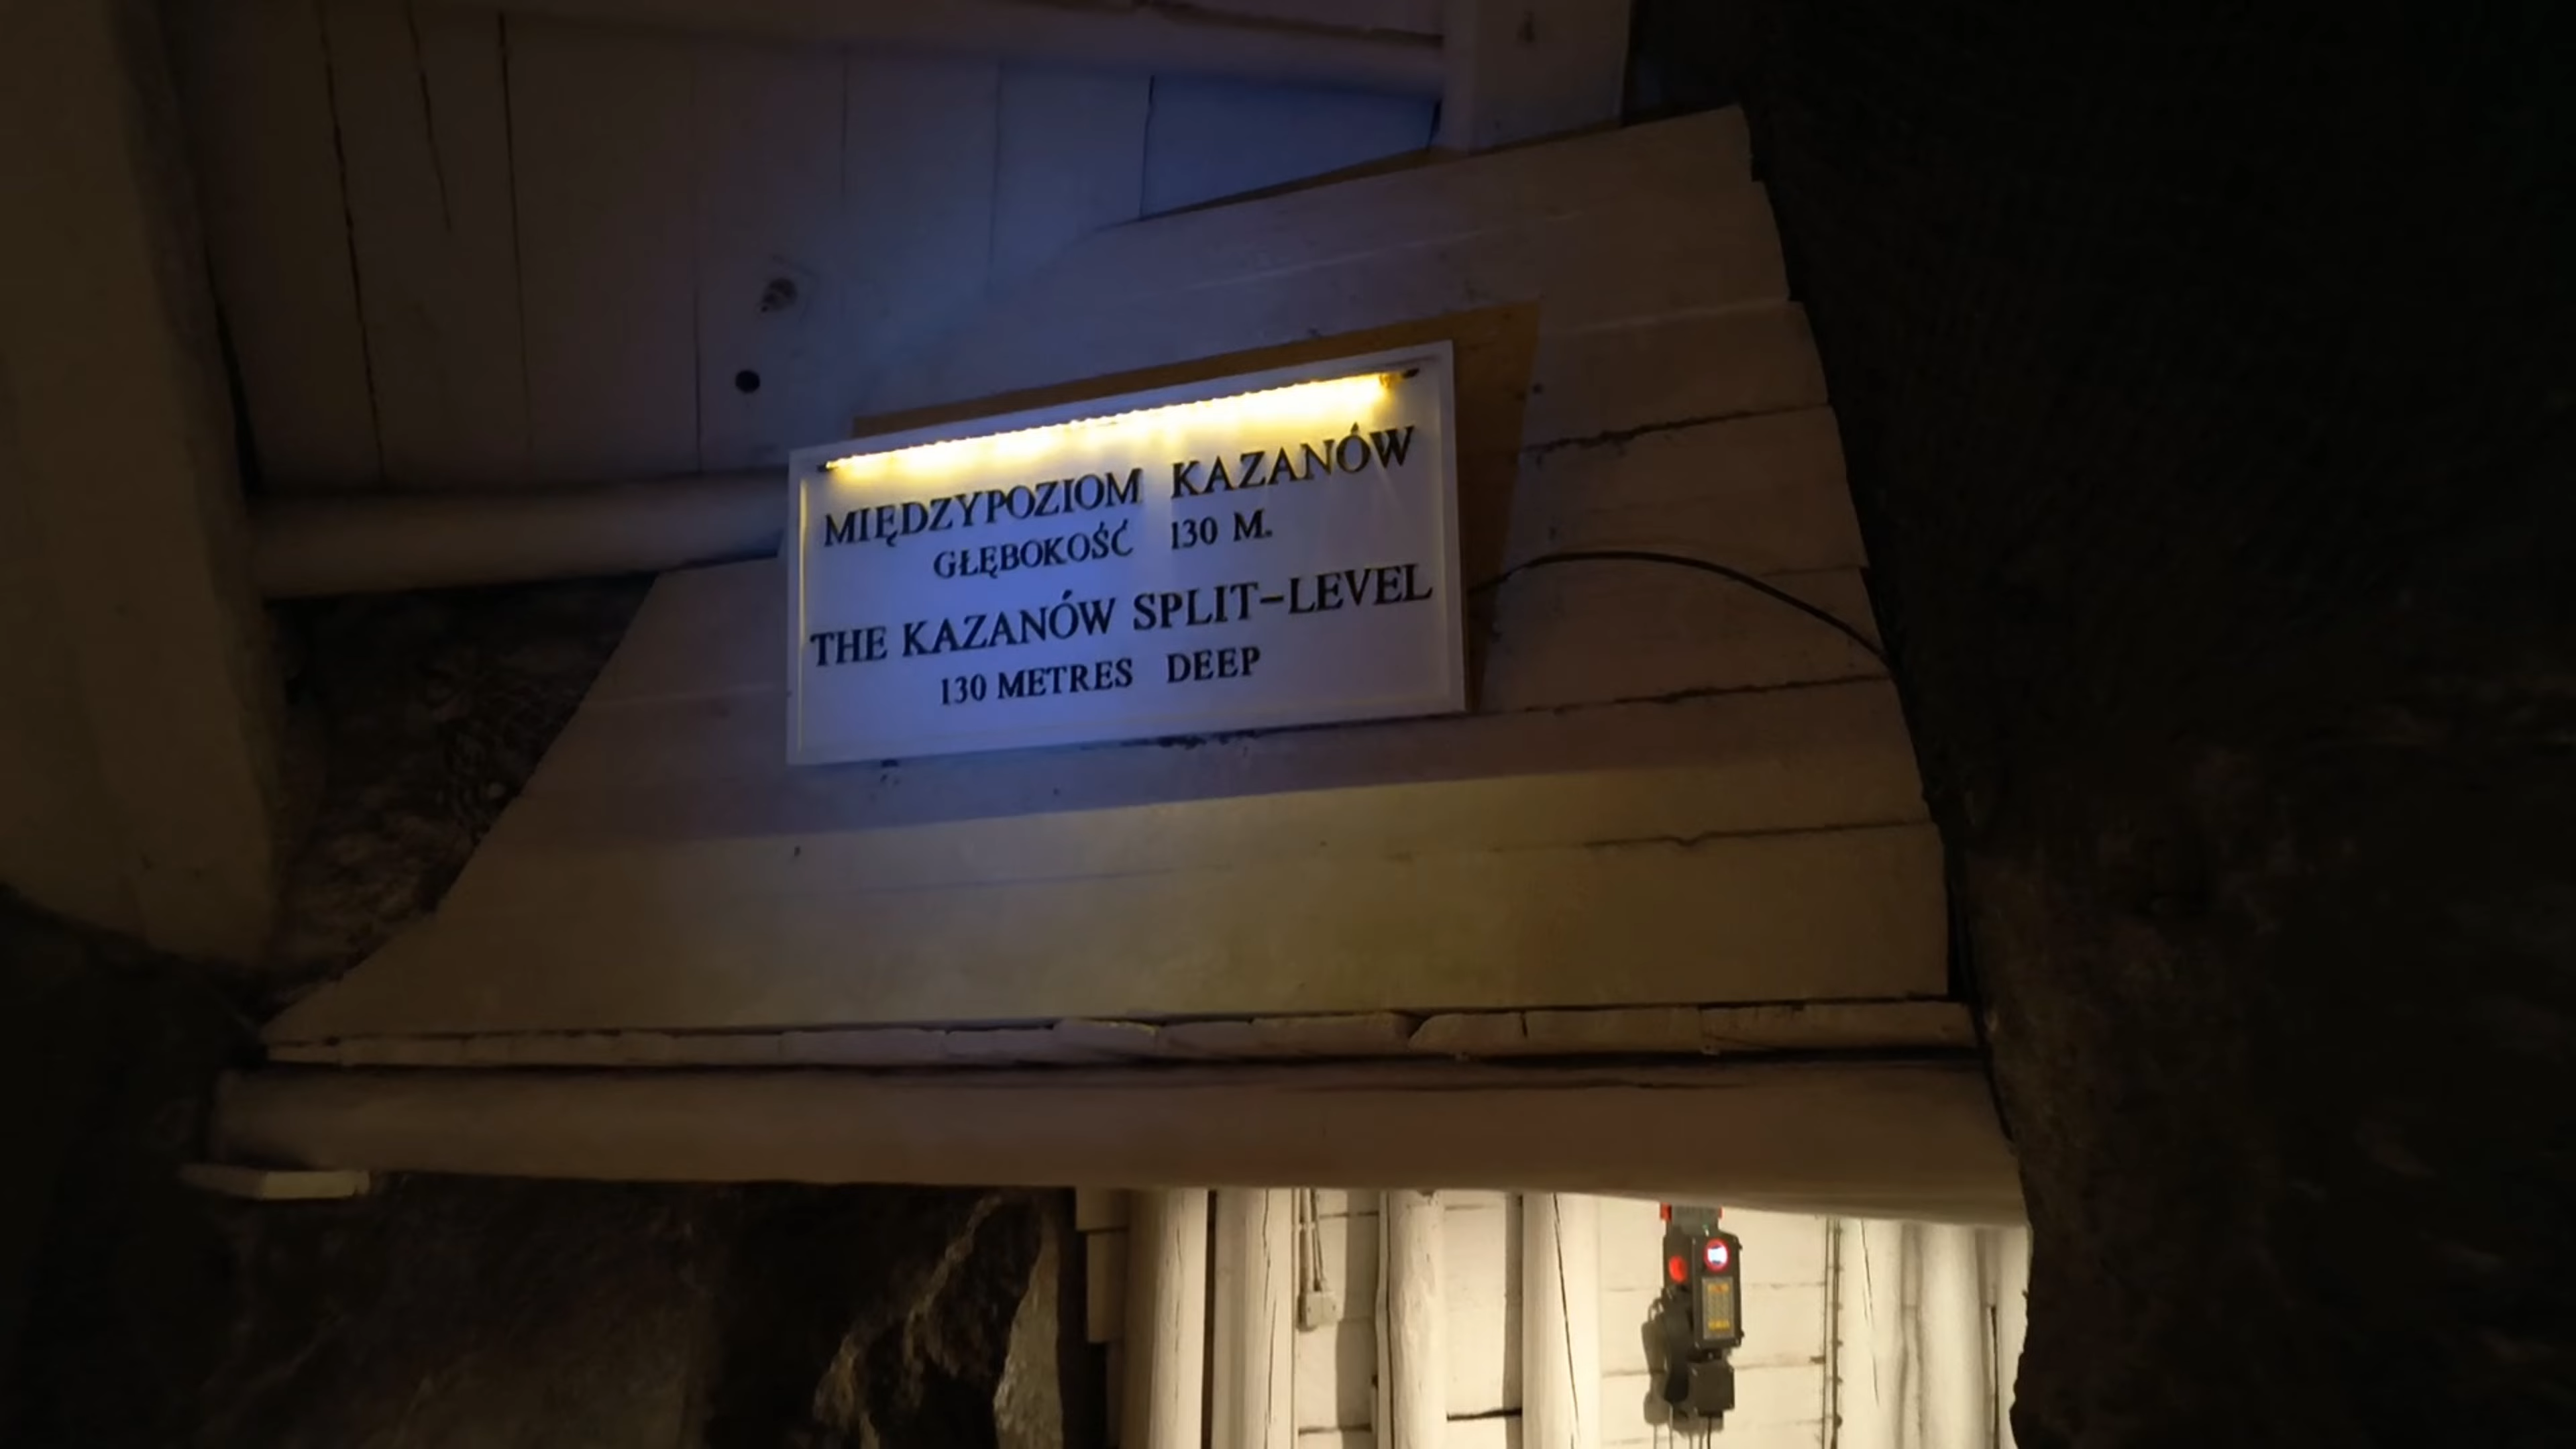 MIĘDZYPOZIOM KAZANÓW
GŁĘBOKOŚĆ 130 M.
THE KAZANÓW SPLIT-LEVEL
130 METRES DEEP